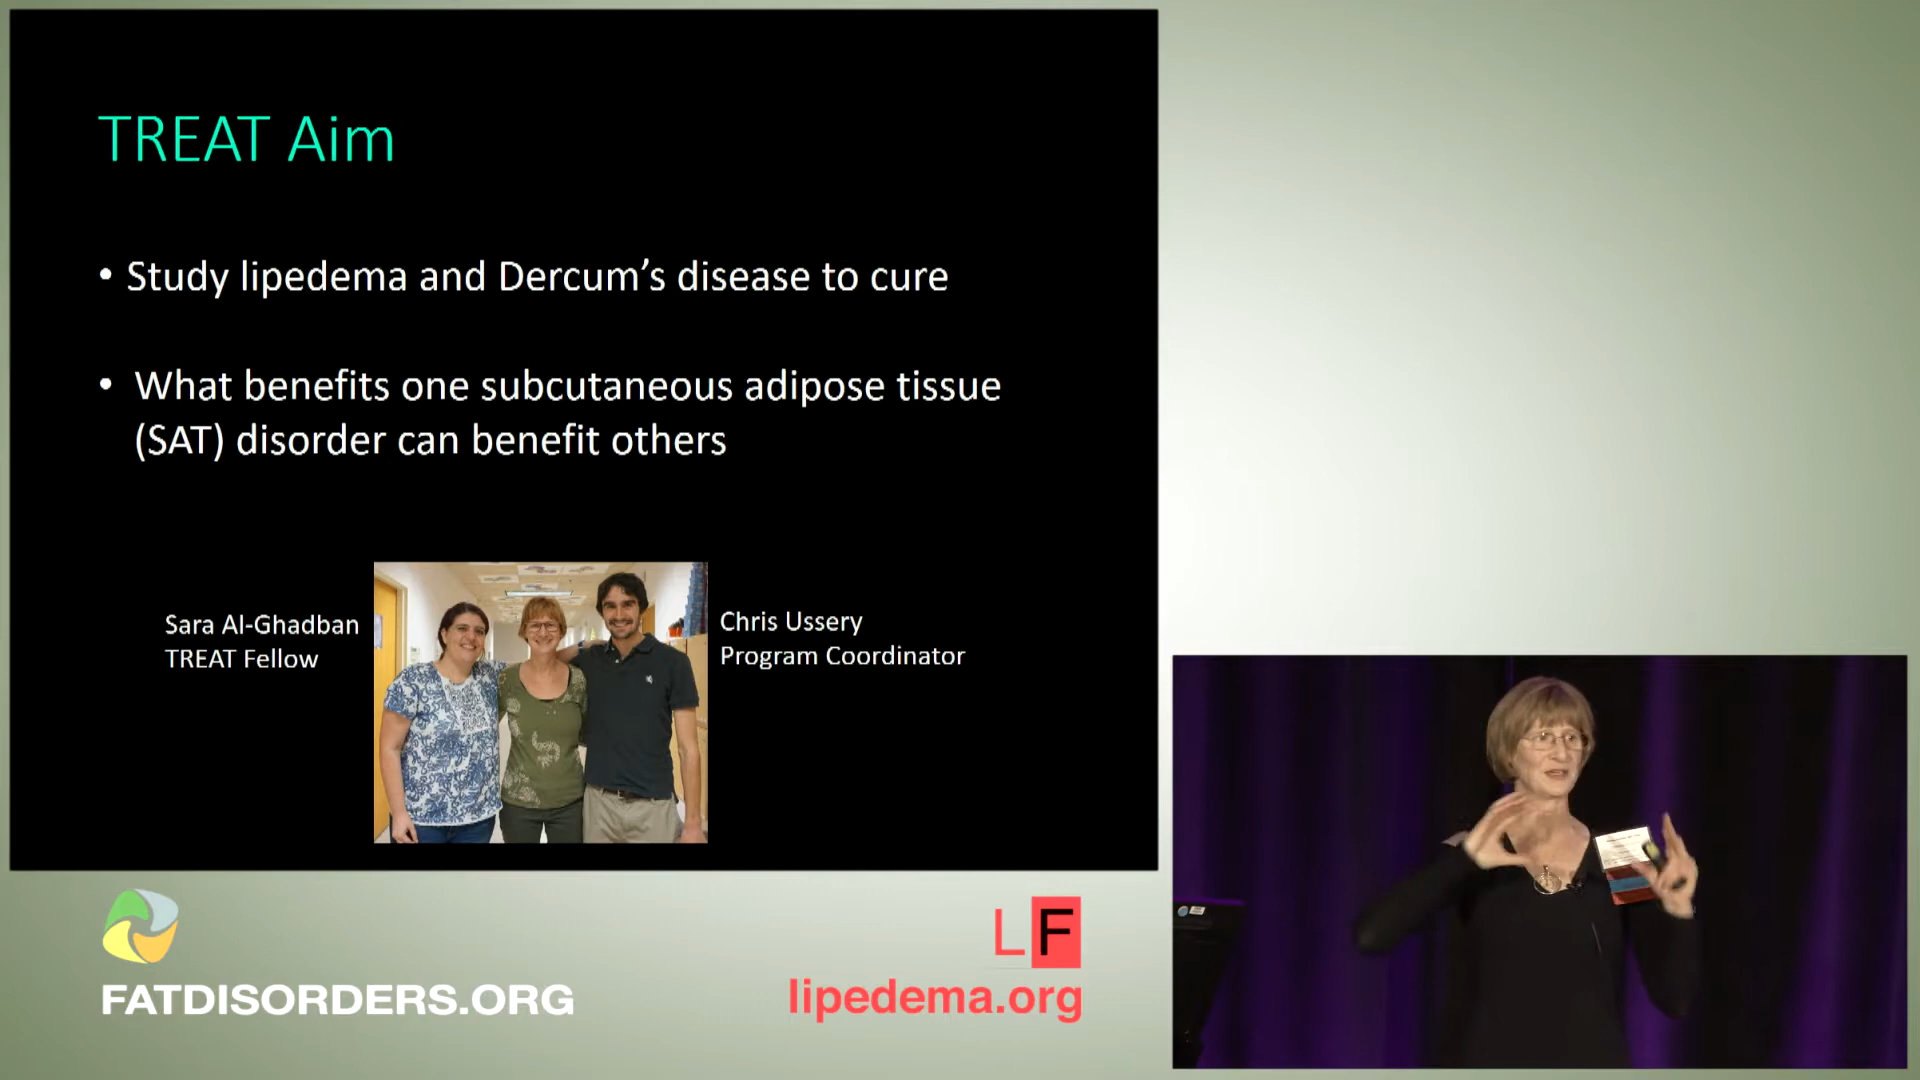 TREAT Aim
• Study lipedema and Dercum’s disease to cure
• What benefits one subcutaneous adipose tissue
(SAT) disorder can benefit others
Sara Al-Ghadban
TREAT Fellow
Chris Ussery
Program Coordinator
FATDISORDERS.ORG
LF
lipedema.org